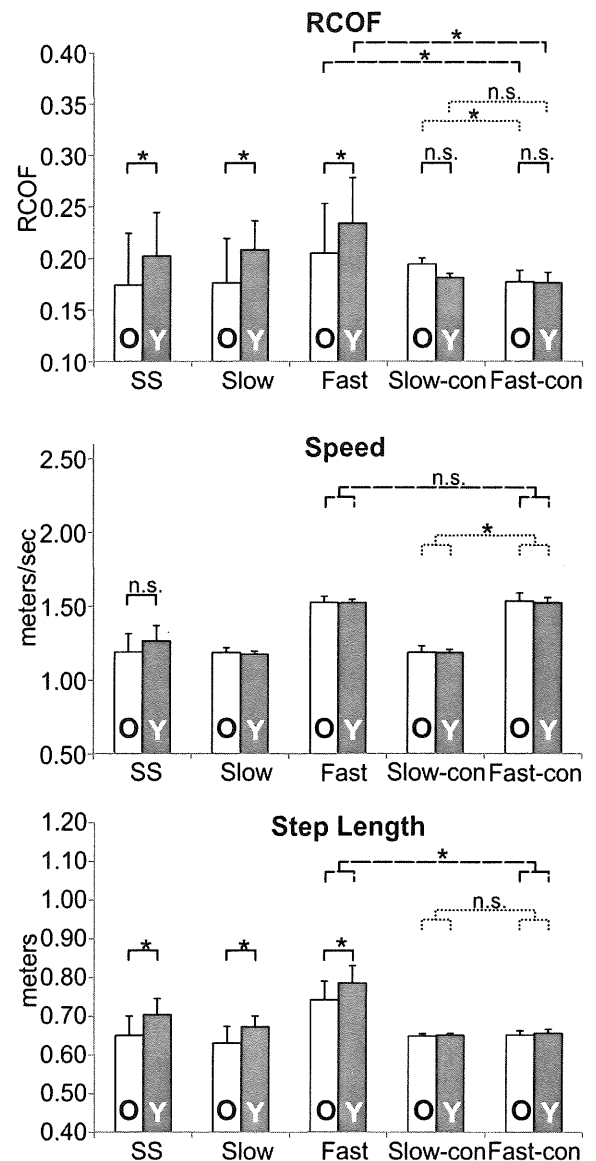 RCOF
*
*
0.40
0.35
n.s.
*
0.30
* * * n.s. n.s.
0.25
RCOF
0.20
0.15
O Y O Y O Y O Y O Y
0.10
SS Slow Fast Slow-con Fast-con
Speed
2.50
n.s.
2.00
*
meters/sec
n.s.
1.50
1.00
O Y O Y O Y O Y O Y
0.50
SS Slow Fast Slow-con Fast-con
Step Length
1.20
*
1.10
1.00
n.s.
0.90
* * *
meters
0.80
0.70
0.60
0.50
O Y O Y O Y O Y O Y
0.40
SS Slow Fast Slow-con Fast-con